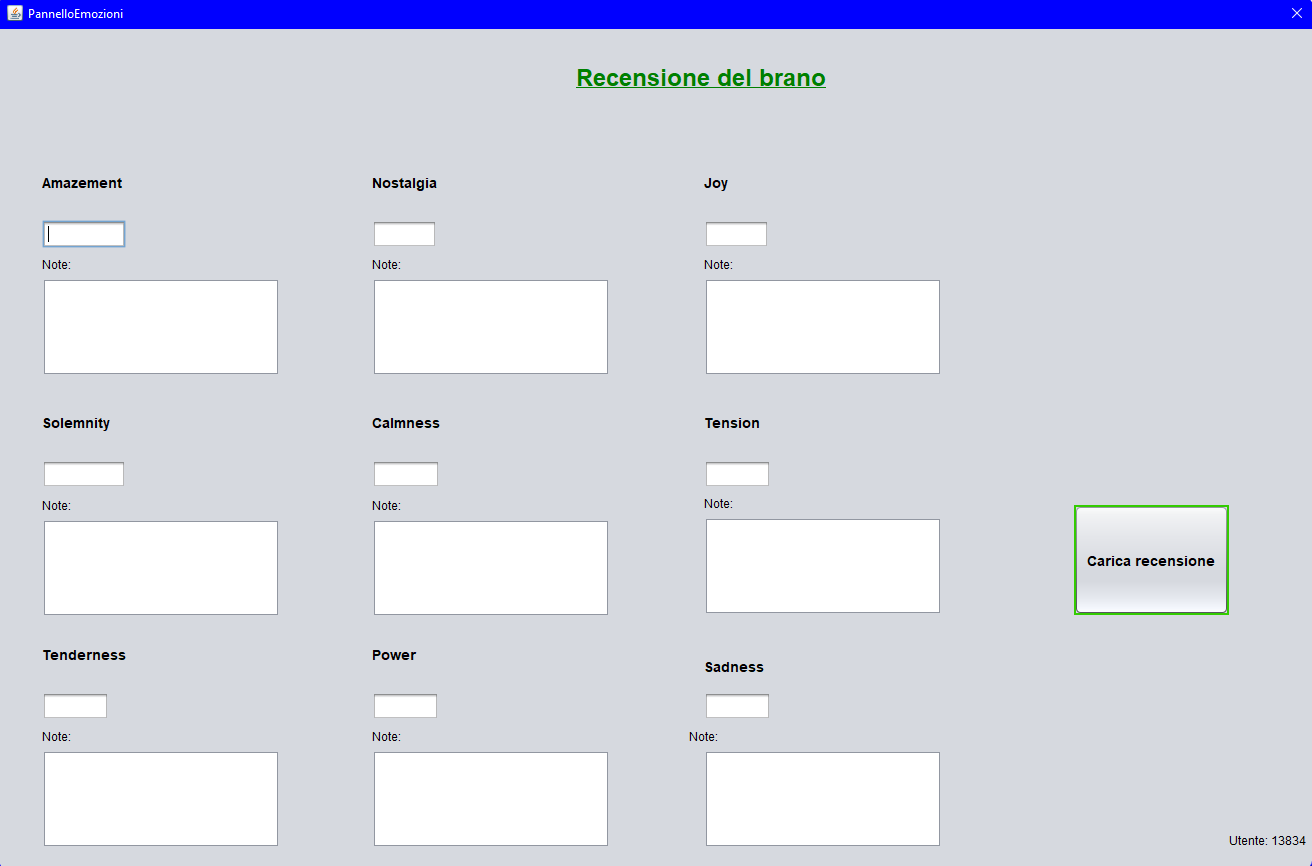 PannelloEmozioni
Recensione del brano
Amazement
Nostalgia
Joy
Note:
Note:
Note:
Solemnity
Calmness
Tension
Note:
Note:
Note:
Carica recensione
Tenderness
Power
Sadness
Note:
Note:
Note:
Utente: 13834